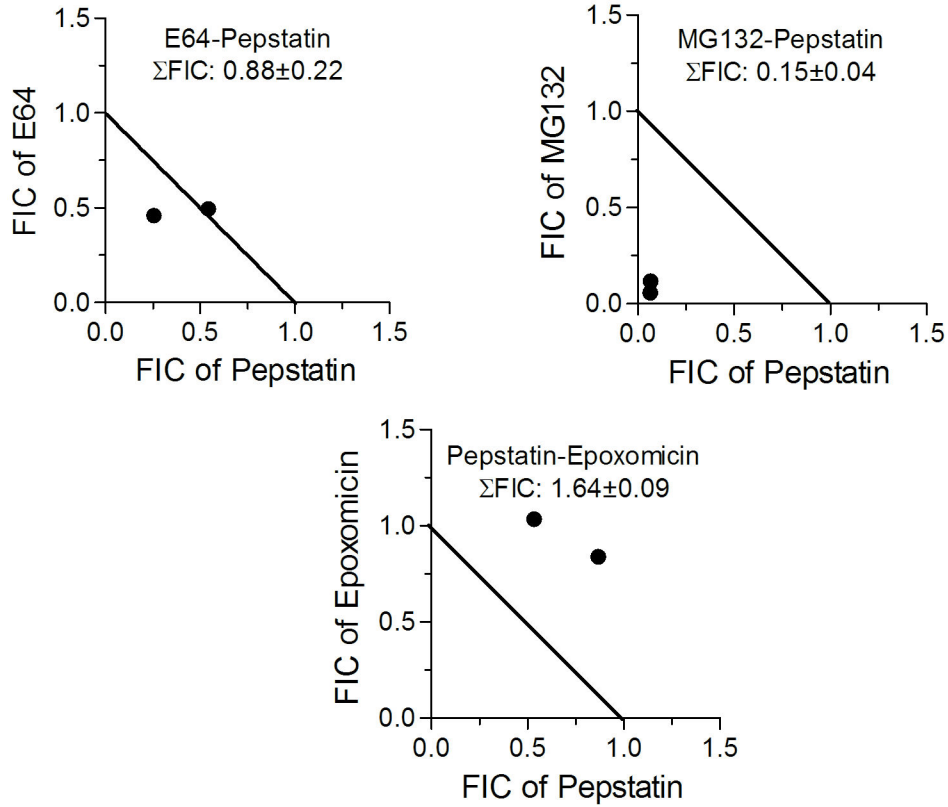 E64-Pepstatin
ΣFIC: 0.88±0.22
FIC of E64
1.5
1.0
0.5
0.0
0.0 0.5 1.0 1.5
FIC of Pepstatin
MG132-Pepstatin
ΣFIC: 0.15±0.04
FIC of MG132
1.5
1.0
0.5
0.0
0.0 0.5 1.0 1.5
FIC of Pepstatin
Pepstatin-Epoxomicin
ΣFIC: 1.64±0.09
FIC of Epoxomicin
1.5
1.0
0.5
0.0
0.0 0.5 1.0 1.5
FIC of Pepstatin